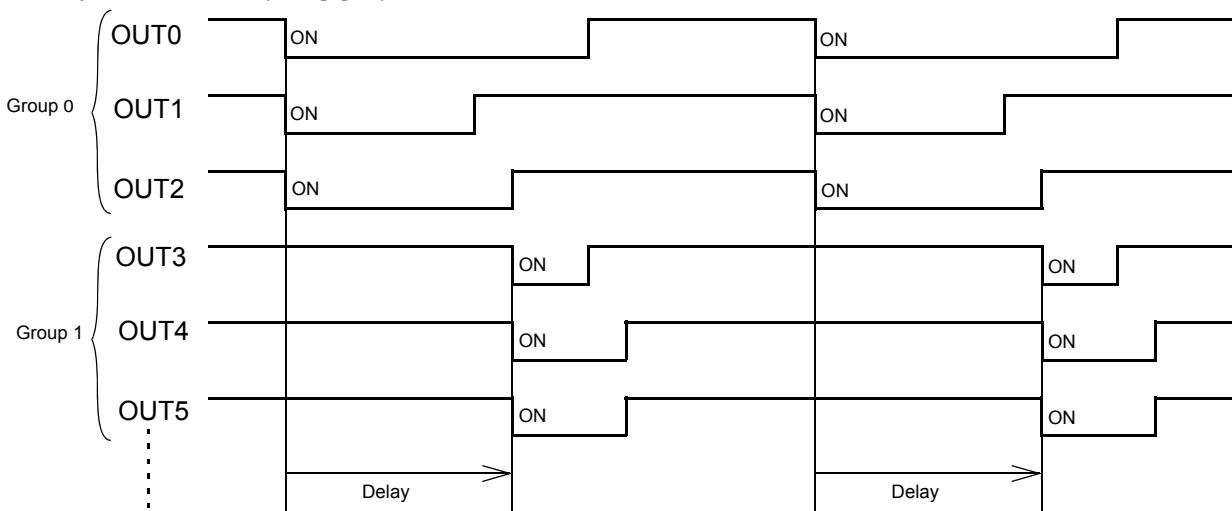 OUT0 ON ON
Group 0 OUT1 ON ON
OUT2 ON ON
OUT3 ON ON
Group 1 OUT4 ON ON
OUT5 ON ON
Delay Delay